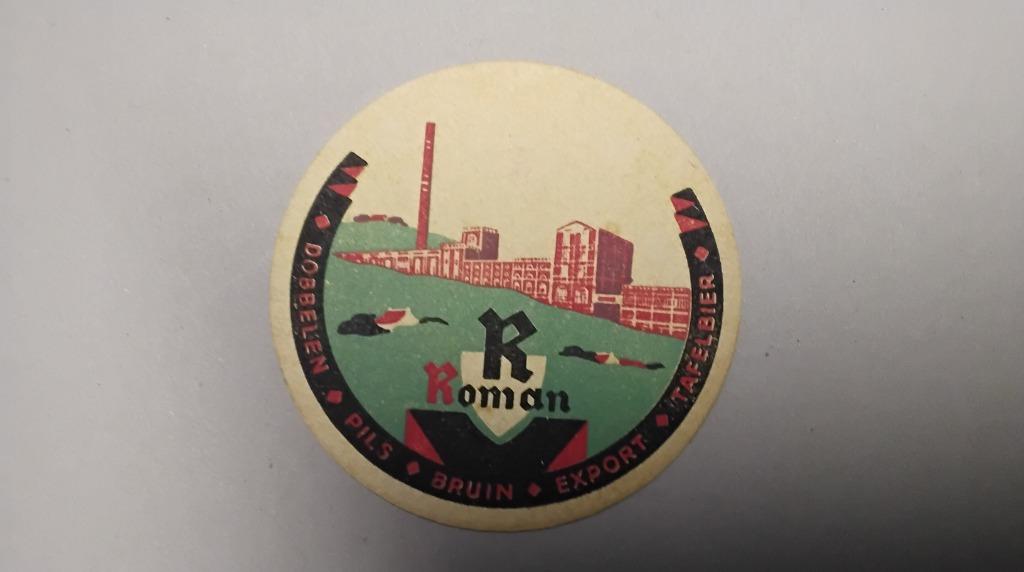 R
Roman
DOBBELEN ♦ PILS ♦ BRUIN ♦ EXPORT ♦ TAFELBIER